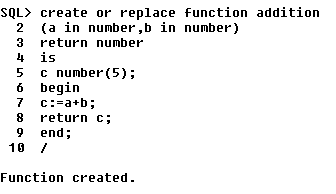 SQL> create or replace function addition
  2  (a in number,b in number)
  3  return number
  4  is
  5  c number(5);
  6  begin
  7  c:=a+b;
  8  return c;
  9  end;
 10  /
Function created.